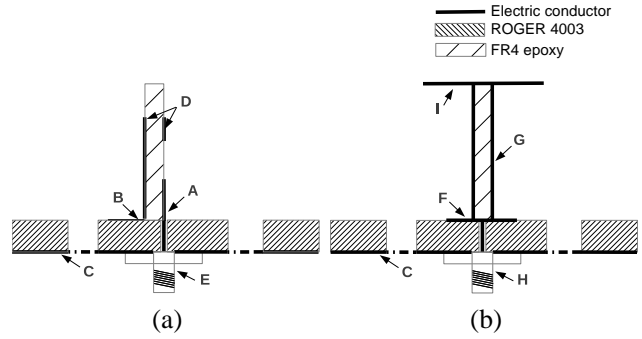 Electric conductor
ROGER 4003
FR4 epoxy
D
B
A
C
E
(a)
I
G
F
C
H
(b)